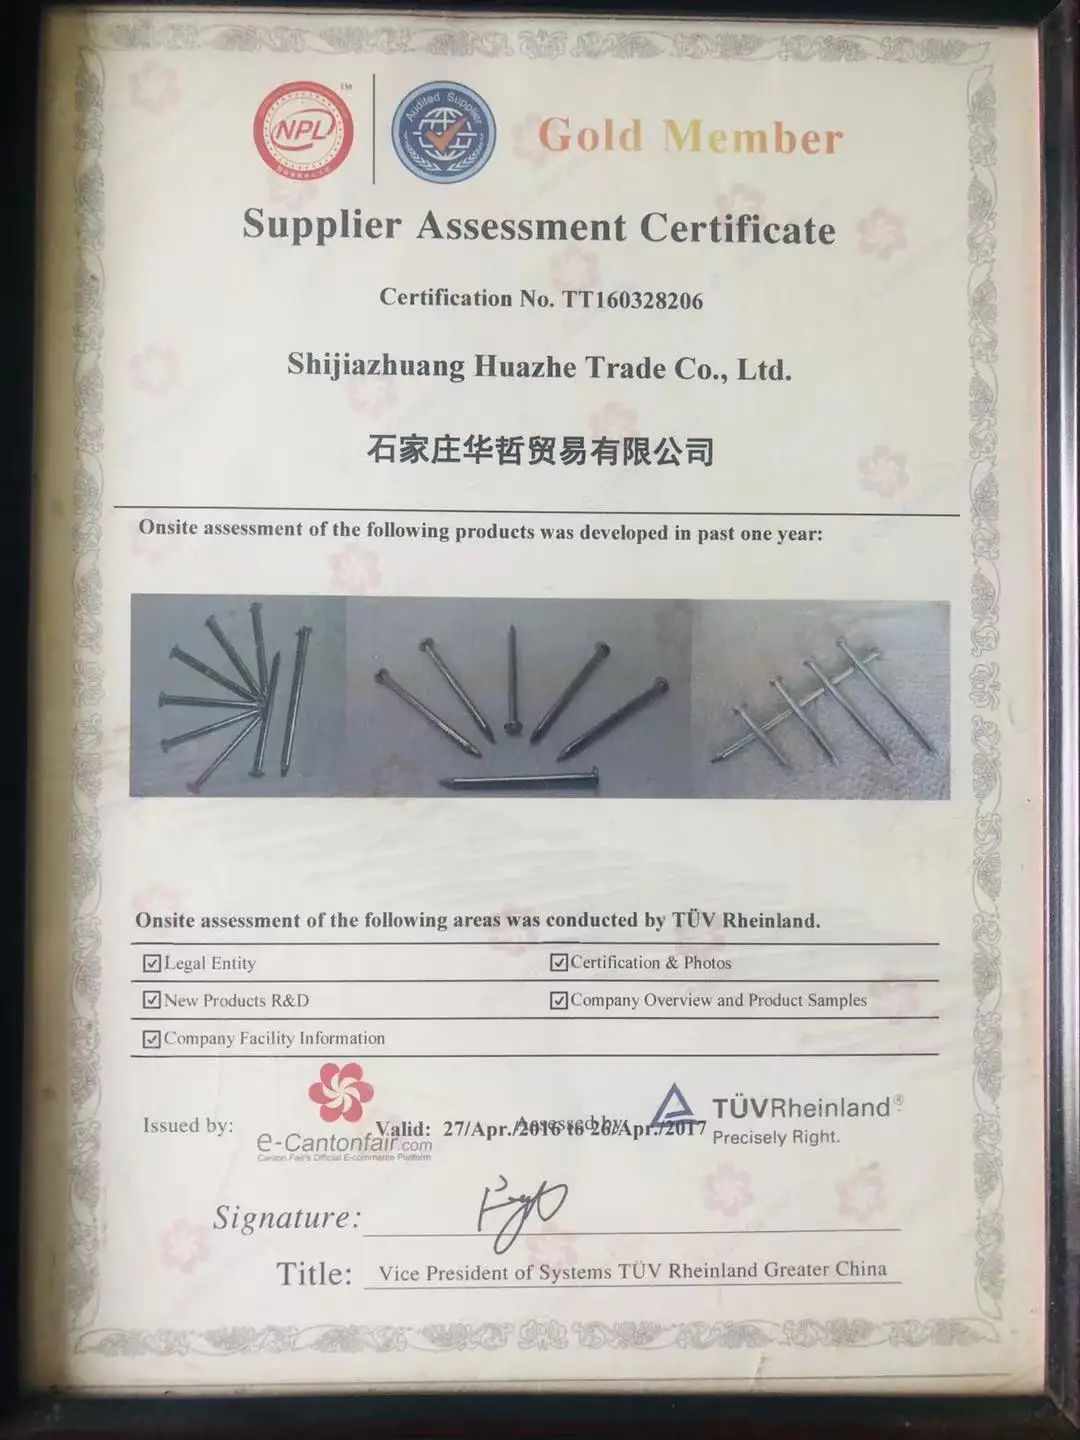 NPL
TM
Audited Supplier
Gold Member
Supplier Assessment Certificate
Certification No. TT160328206
Shijiazhuang Huazhe Trade Co., Ltd.
石家庄华哲贸易有限公司
Onsite assessment of the following products was developed in past one year:
Onsite assessment of the following areas was conducted by TÜV Rheinland.
Legal Entity
Certification & Photos
New Products R&D
Company Overview and Product Samples
Company Facility Information
Issued by:
e-Cantonfair.com
Canton Fair's Official E-commerce Platform
Valid: 27/Apr./2016 to 26/Apr./2017
Assessed by:
TÜVRheinland®
Precisely Right.
Signature:
Title: Vice President of Systems TÜV Rheinland Greater China